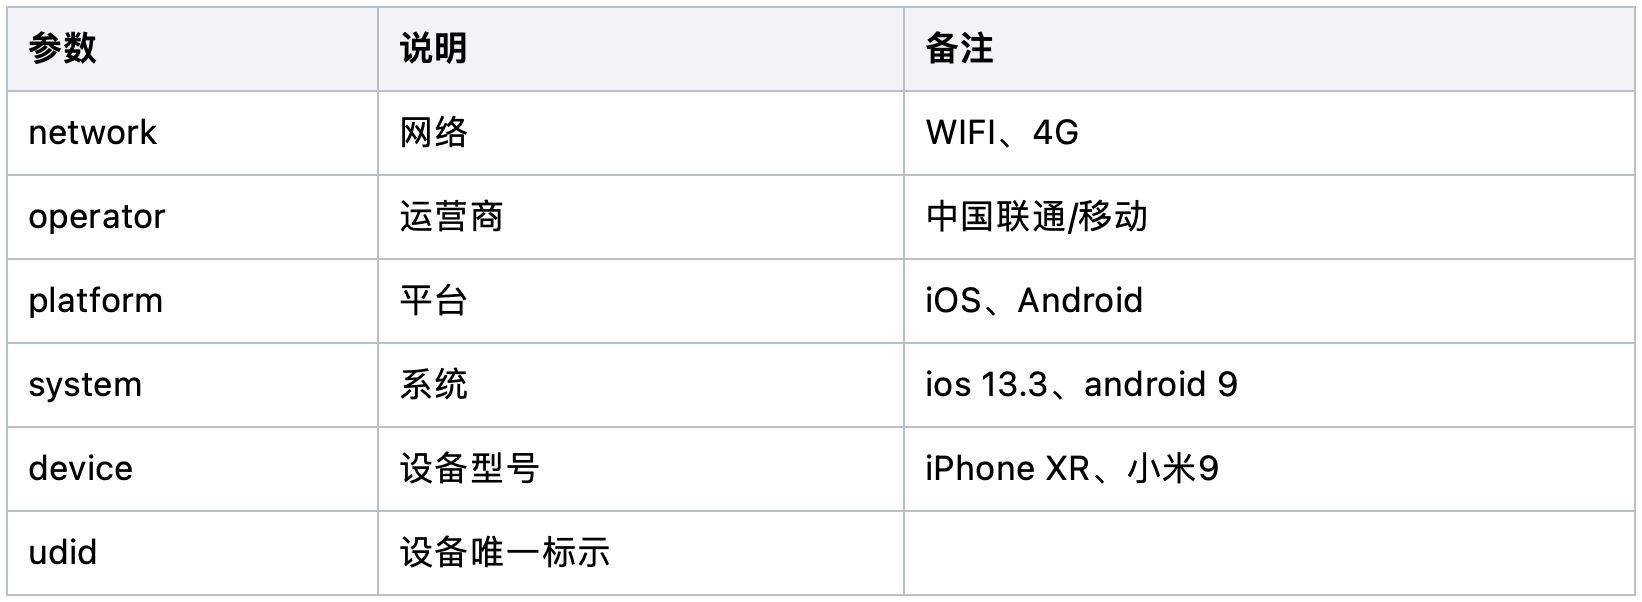 参数 说明 备注
network 网络 WIFI、4G
operator 运营商 中国联通/移动
platform 平台 iOS、Android
system 系统 ios 13.3、android 9
device 设备型号 iPhone XR、小米9
udid 设备唯一标示